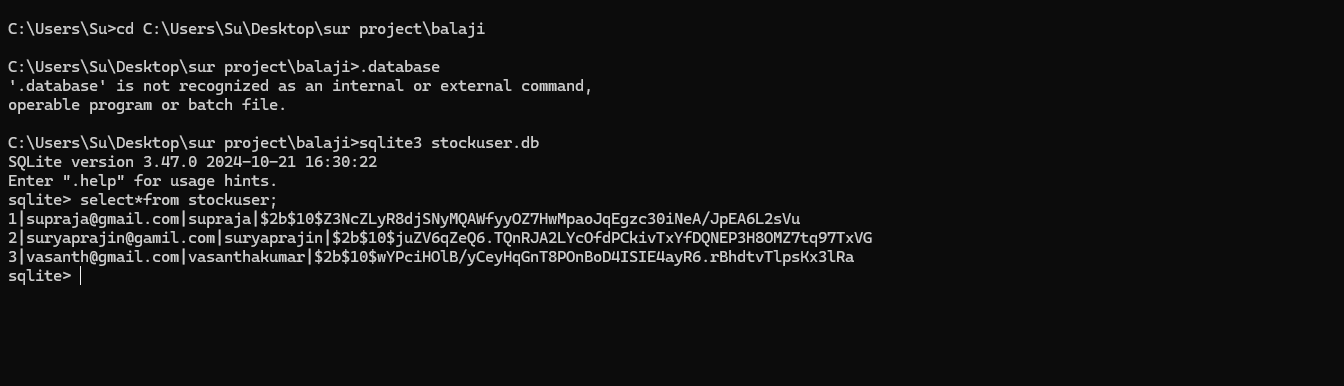 C:\Users\Su>cd C:\Users\Su\Desktop\sur project\balaji
C:\Users\Su\Desktop\sur project\balaji>.database
'.database' is not recognized as an internal or external command,
operable program or batch file.
C:\Users\Su\Desktop\sur project\balaji>sqlite3 stockuser.db
SQLite version 3.47.0 2024-10-21 16:30:22
Enter ".help" for usage hints.
sqlite> select*from stockuser;
1|supraja@gmail.com|supraja|$2b$10$Z3NcZLyR8djSNyMQAWfyyOZ7HwMpaoJqEgzc30iNeA/JpEA6L2sVu
2|suryaprajin@gamil.com|suryaprajin|$2b$10$juZV6qZeQ6.TQnRJA2LYcOfdPCkivTxYfDQNEP3H8OMZ7tq97TxVG
3|vasanth@gmail.com|vasanthakumar|$2b$10$wYPciHOlB/yCeyHqGnT8POnBoD4ISIE4ayR6.rBhdtvTlpsKx3lRa
sqlite>